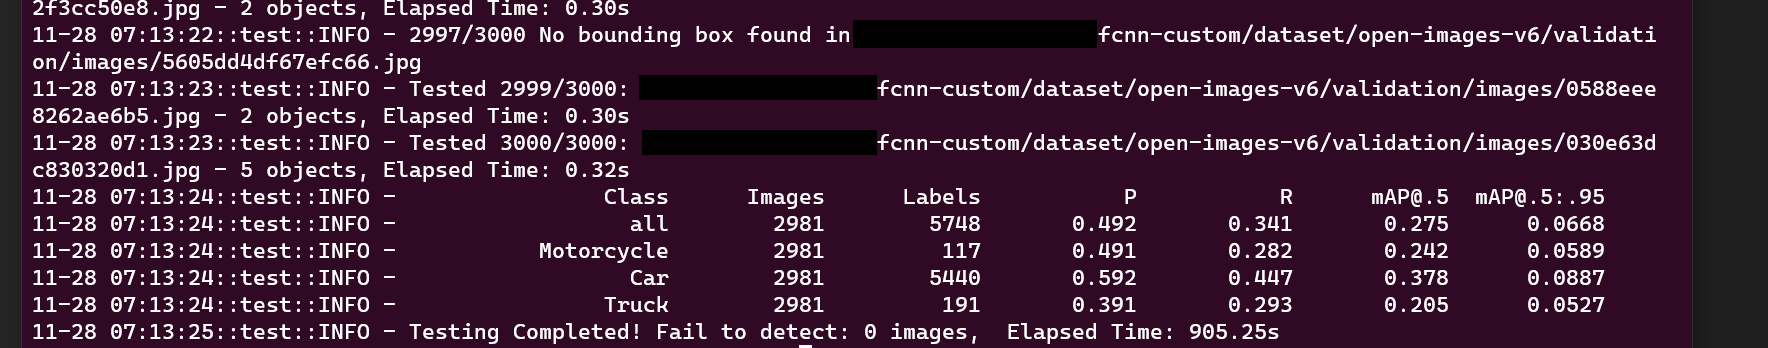 2f3cc50e8.jpg - 2 objects, Elapsed Time: 0.30s
11-28 07:13:22::test::INFO - 2997/3000 No bounding box found in fcnn-custom/dataset/open-images-v6/validati
on/images/5605dd4df67efc66.jpg
11-28 07:13:23::test::INFO - Tested 2999/3000: fcnn-custom/dataset/open-images-v6/validation/images/0588eee
8262ae6b5.jpg - 2 objects, Elapsed Time: 0.30s
11-28 07:13:23::test::INFO - Tested 3000/3000: fcnn-custom/dataset/open-images-v6/validation/images/030e63d
c830320d1.jpg - 5 objects, Elapsed Time: 0.32s
11-28 07:13:24::test::INFO - Class Images Labels P R mAP@.5 mAP@.5:.95
11-28 07:13:24::test::INFO - all 2981 5748 0.492 0.341 0.275 0.0668
11-28 07:13:24::test::INFO - Motorcycle 2981 117 0.491 0.282 0.242 0.0589
11-28 07:13:24::test::INFO - Car 2981 5440 0.592 0.447 0.378 0.0887
11-28 07:13:24::test::INFO - Truck 2981 191 0.391 0.293 0.205 0.0527
11-28 07:13:25::test::INFO - Testing Completed! Fail to detect: 0 images, Elapsed Time: 905.25s